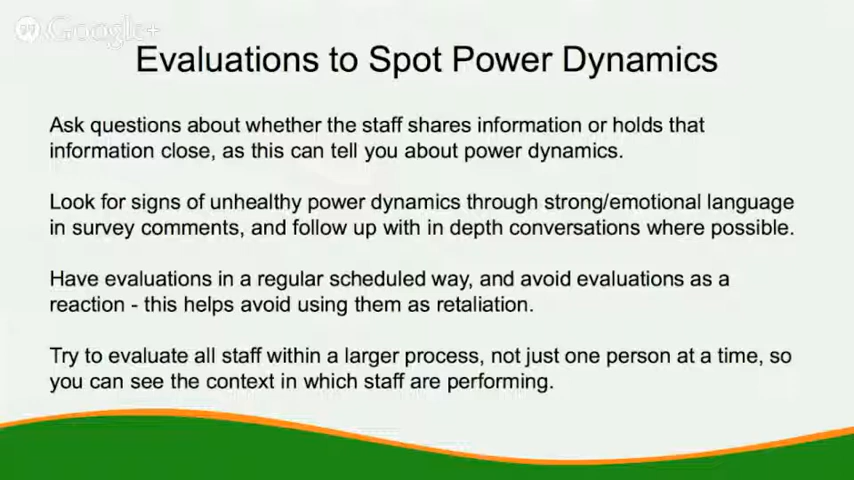 Google+
Evaluations to Spot Power Dynamics
Ask questions about whether the staff shares information or holds that
information close, as this can tell you about power dynamics.
Look for signs of unhealthy power dynamics through strong/emotional language
in survey comments, and follow up with in depth conversations where possible.
Have evaluations in a regular scheduled way, and avoid evaluations as a
reaction - this helps avoid using them as retaliation.
Try to evaluate all staff within a larger process, not just one person at a time, so
you can see the context in which staff are performing.